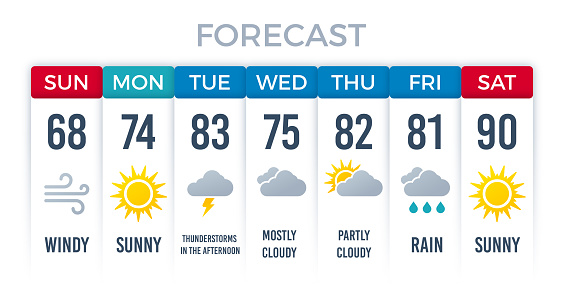 FORECAST
SUN MON TUE WED THU FRI SAT
68 74 83 75 82 81 90
WINDY SUNNY THUNDERSTORMS IN THE AFTERNOON MOSTLY CLOUDY PARTLY CLOUDY RAIN SUNNY